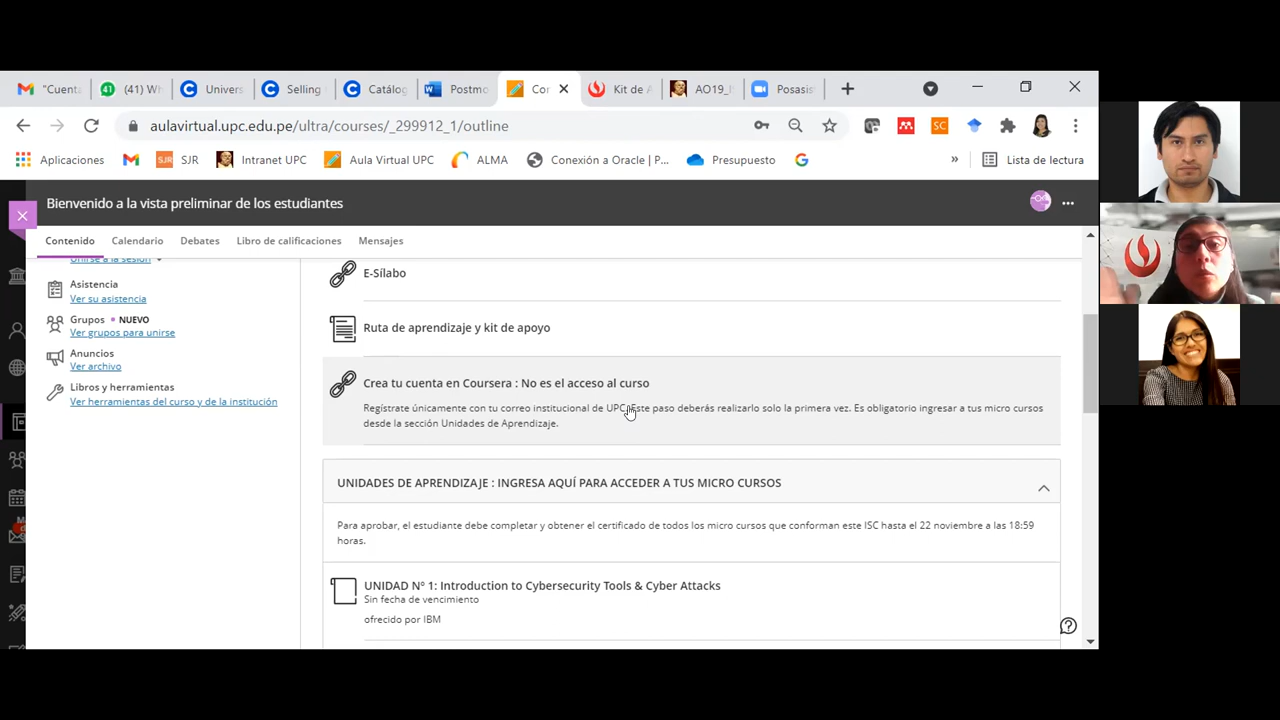 "Cuenta
(41) Wh
Univers
Selling
Catálog
Postmo
Cor
Kit de A
AO19_I
Posasis
aulavirtual.upc.edu.pe/ultra/courses/_299912_1/outline
SC
Aplicaciones
SJR
SJR
Intranet UPC
Aula Virtual UPC
ALMA
Conexión a Oracle | P...
Presupuesto
»
Lista de lectura
Bienvenido a la vista preliminar de los estudiantes
Contenido
Calendario
Debates
Libro de calificaciones
Mensajes
Unirse a la sesión
Asistencia
Ver su asistencia
Grupos • NUEVO
Ver grupos para unirse
Anuncios
Ver archivo
Libros y herramientas
Ver herramientas del curso y de la institución
E-Sílabo
Ruta de aprendizaje y kit de apoyo
Crea tu cuenta en Coursera : No es el acceso al curso
Regístrate únicamente con tu correo institucional de UPC. Este paso deberás realizarlo solo la primera vez. Es obligatorio ingresar a tus micro cursos
desde la sección Unidades de Aprendizaje.
UNIDADES DE APRENDIZAJE : INGRESA AQUÍ PARA ACCEDER A TUS MICRO CURSOS
Para aprobar, el estudiante debe completar y obtener el certificado de todos los micro cursos que conforman este ISC hasta el 22 noviembre a las 18:59
horas.
UNIDAD Nº 1: Introduction to Cybersecurity Tools & Cyber Attacks
Sin fecha de vencimiento
ofrecido por IBM